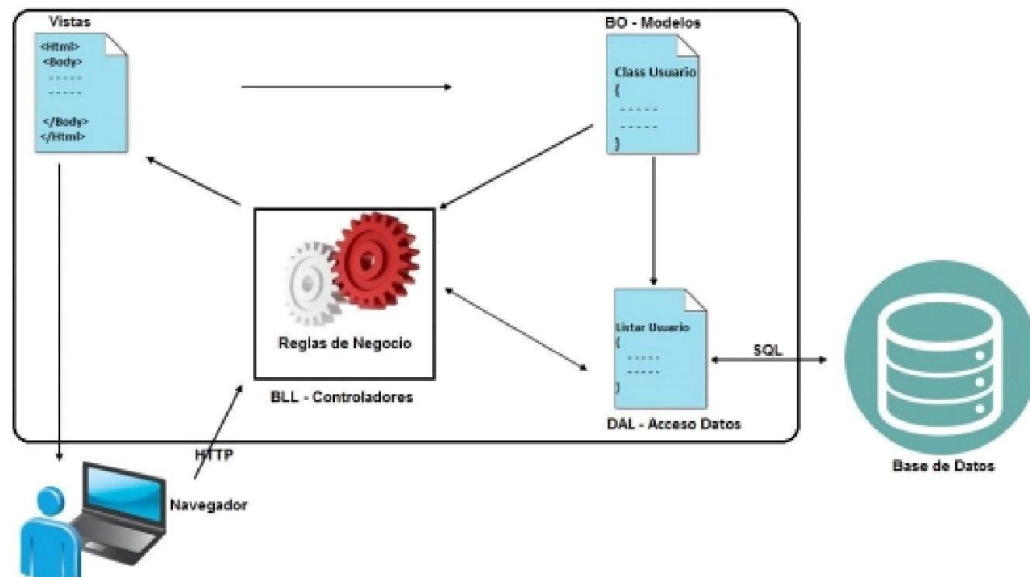 Vistas
<Html>
<Body>
- - - - -
- - - - -
</Body>
</Html>
BO - Modelos
Class Usuario
{
- - - - -
- - - - -
}
Reglas de Negocio
BLL - Controladores
Listar Usuario
{
- - - - -
- - - - -
}
DAL - Acceso Datos
SQL
Base de Datos
HTTP
Navegador